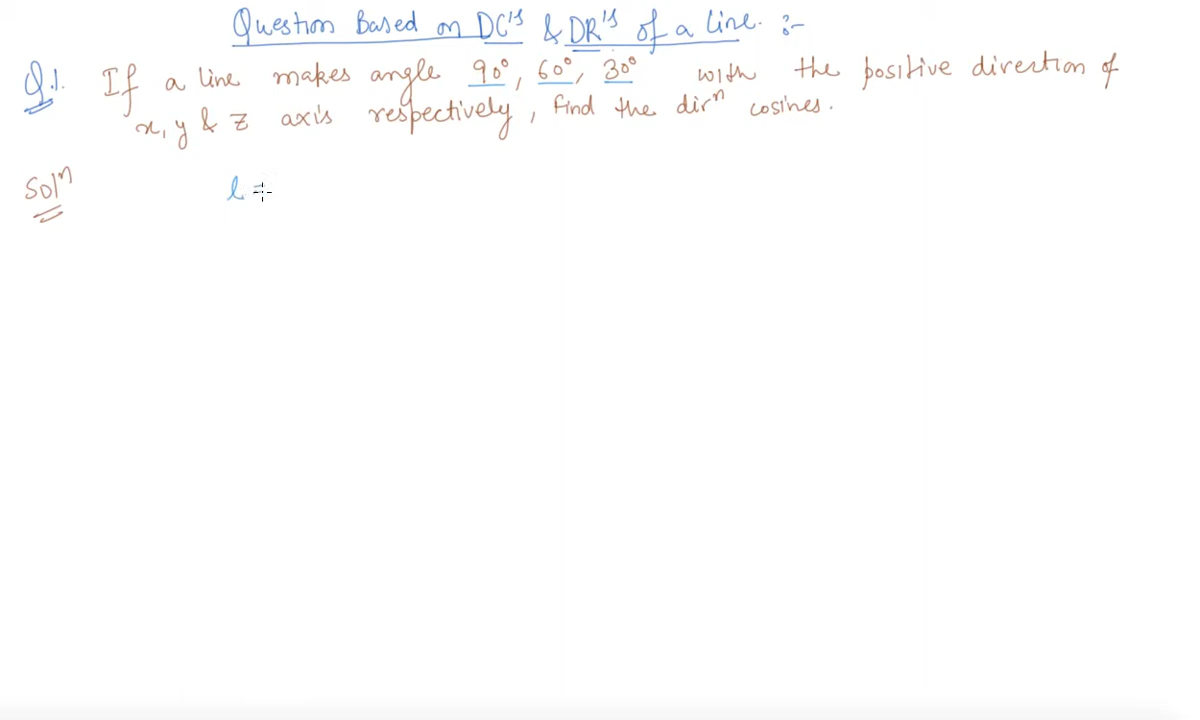 Question Based on DC's & DR's of a line. :-
Q.1. If a line makes angle 90°, 60°, 30° with the positive direction of
x, y & z axis respectively, find the dirⁿ cosines.
Solⁿ l =